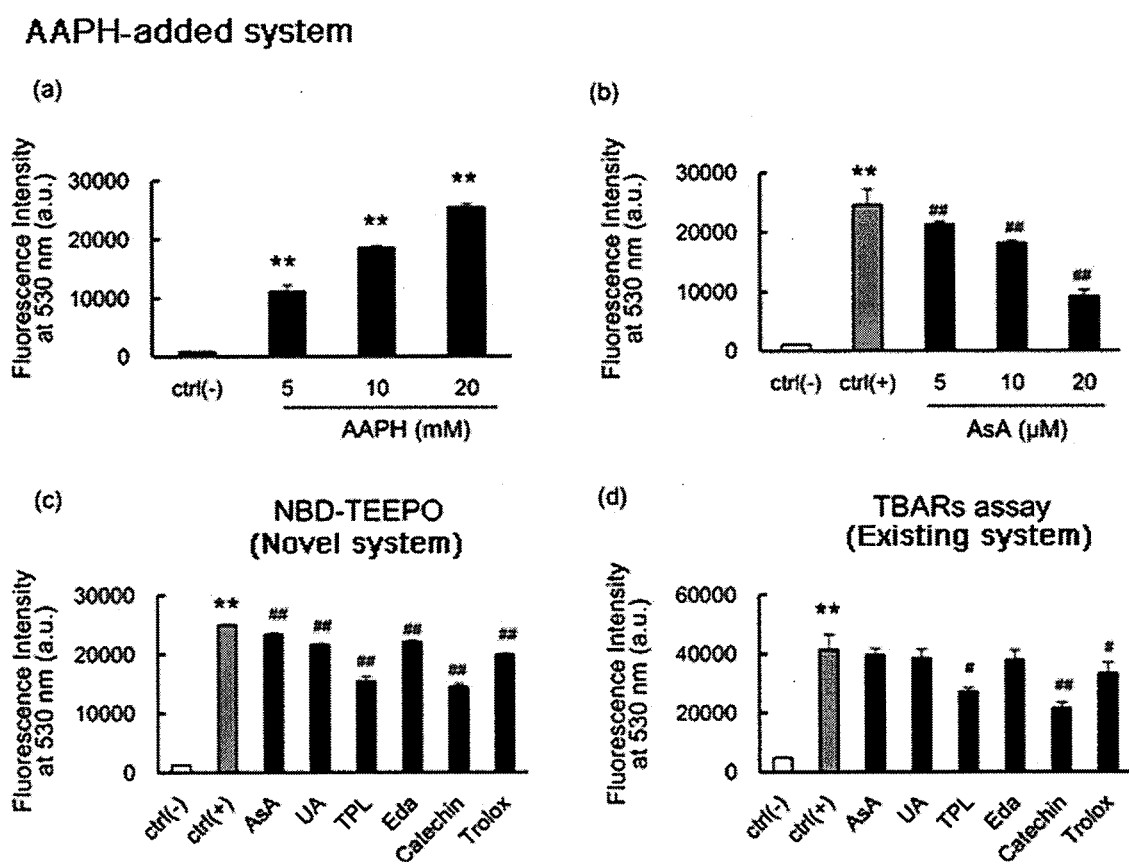 AAPH-added system
(a)
Fluorescence Intensity
at 530 nm (a.u.)
30000
20000
10000
0
**
**
**
ctrl(-)
5
10
20
AAPH (mM)
(b)
Fluorescence Intensity
at 530 nm (a.u.)
30000
20000
10000
0
**
##
##
##
ctrl(-)
ctrl(+)
5
10
20
AsA (µM)
(c)
NBD-TEEPO
(Novel system)
Fluorescence Intensity
at 530 nm (a.u.)
30000
20000
10000
0
**
##
##
##
##
##
##
ctrl(-)
ctrl(+)
AsA
UA
TPL
Eda
Catechin
Trolox
(d)
TBARs assay
(Existing system)
Fluorescence Intensity
at 530 nm (a.u.)
60000
40000
20000
0
**
#
##
#
ctrl(-)
ctrl(+)
AsA
UA
TPL
Eda
Catechin
Trolox